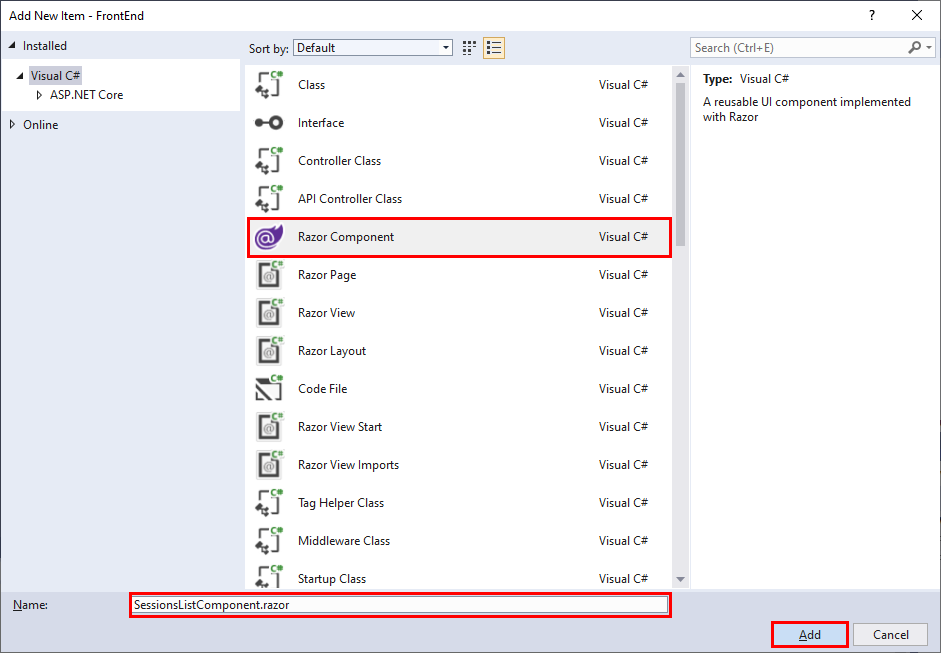 Add New Item - FrontEnd
?
Installed
Sort by: Default
Search (Ctrl+E)
Visual C#
ASP.NET Core
Online
Class Visual C#
Interface Visual C#
Controller Class Visual C#
API Controller Class Visual C#
Razor Component Visual C#
Razor Page Visual C#
Razor View Visual C#
Razor Layout Visual C#
Code File Visual C#
Razor View Start Visual C#
Razor View Imports Visual C#
Tag Helper Class Visual C#
Middleware Class Visual C#
Startup Class Visual C#
Type: Visual C#
A reusable UI component implemented
with Razor
Name: SessionsListComponent.razor
Add Cancel